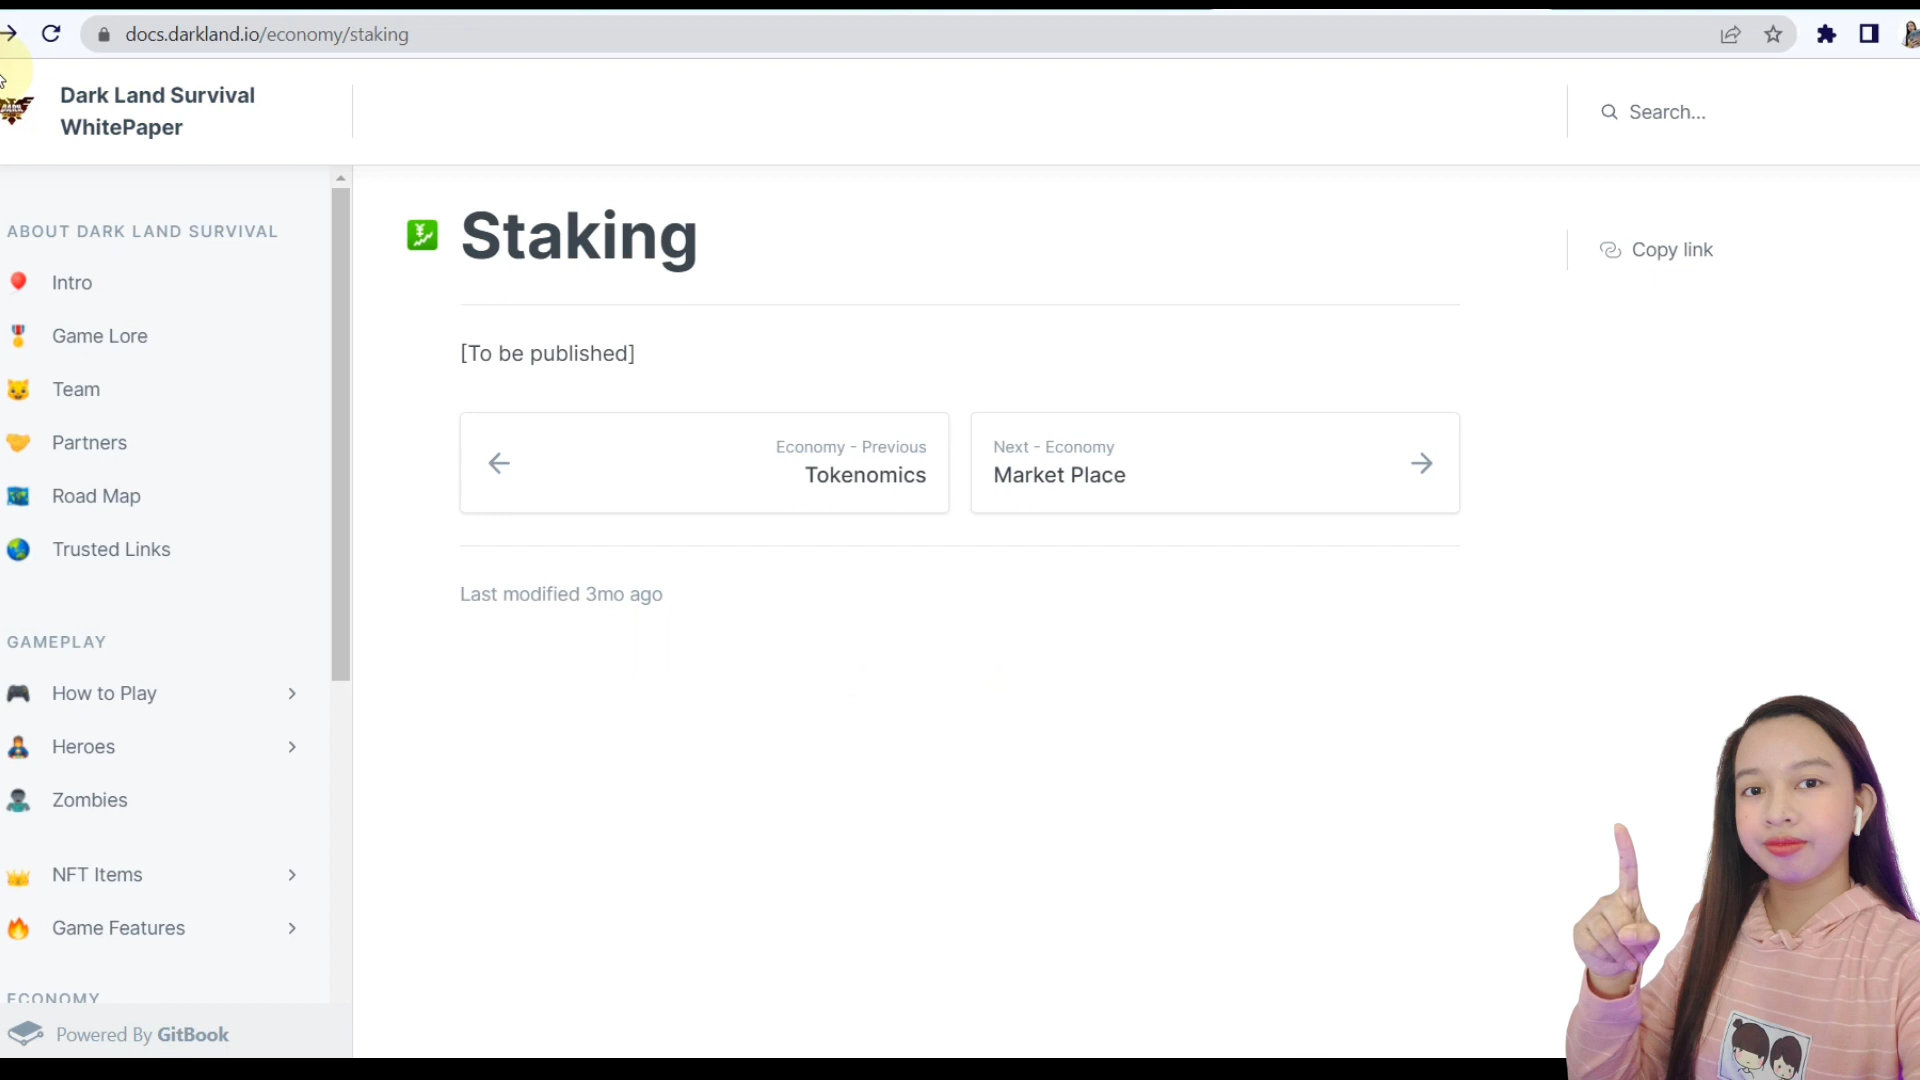 docs.darkland.io/economy/staking
Dark Land Survival
WhitePaper
Search...
ABOUT DARK LAND SURVIVAL
Intro
Game Lore
Team
Partners
Road Map
Trusted Links
GAMEPLAY
How to Play
Heroes
Zombies
NFT Items
Game Features
ECONOMY
Powered By GitBook
Staking
Copy link
[To be published]
Economy - Previous
Tokenomics
Next - Economy
Market Place
Last modified 3mo ago